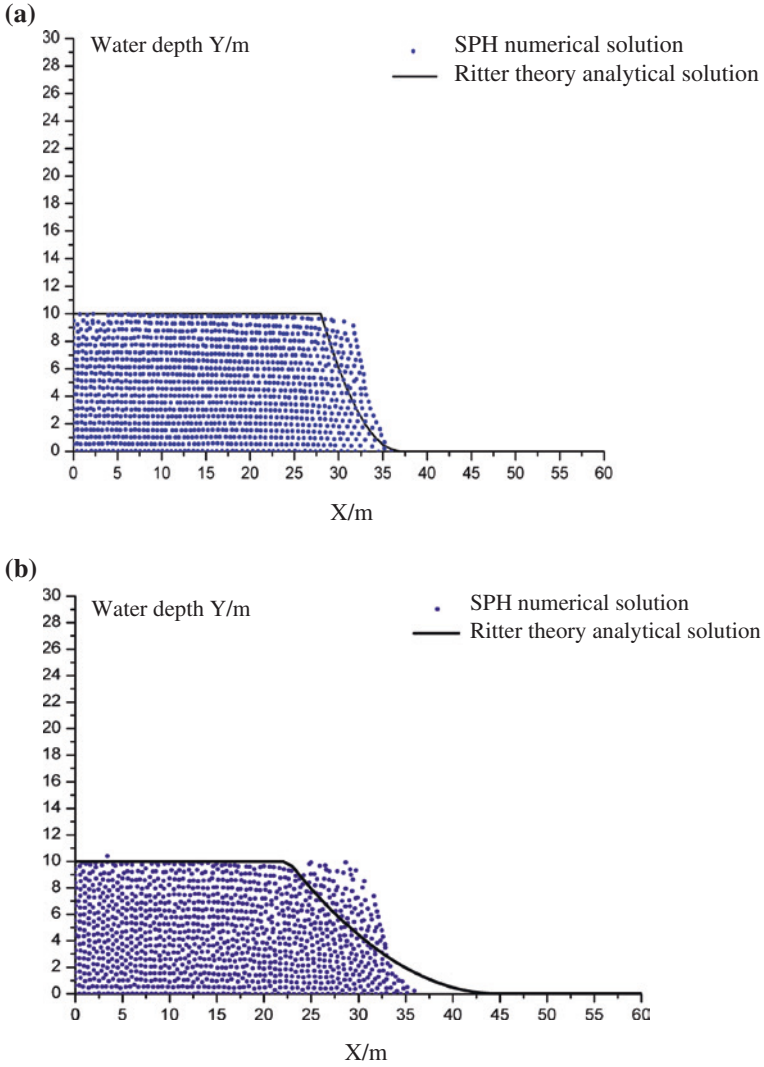 (a)
Water depth Y/m
SPH numerical solution
Ritter theory analytical solution
30
28
26
24
22
20
18
16
14
12
10
8
6
4
2
0
0 5 10 15 20 25 30 35 40 45 50 55 60
X/m
(b)
Water depth Y/m
SPH numerical solution
Ritter theory analytical solution
30
28
26
24
22
20
18
16
14
12
10
8
6
4
2
0
0 5 10 15 20 25 30 35 40 45 50 55 60
X/m